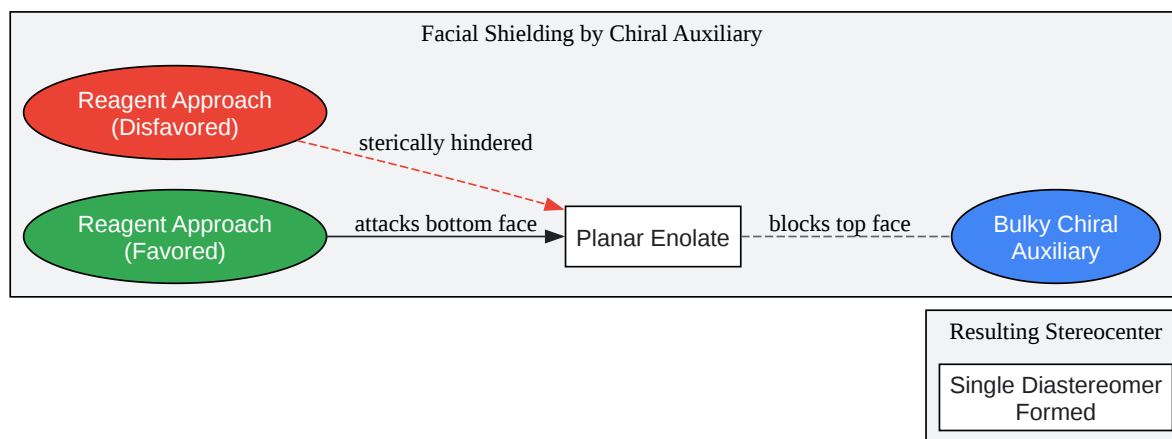 Facial Shielding by Chiral Auxiliary
Reagent Approach
(Disfavored)
sterically hindered
Reagent Approach
(Favored)
attacks bottom face
Planar Enolate
blocks top face
Bulky Chiral
Auxiliary
Resulting Stereocenter
Single Diastereomer
Formed